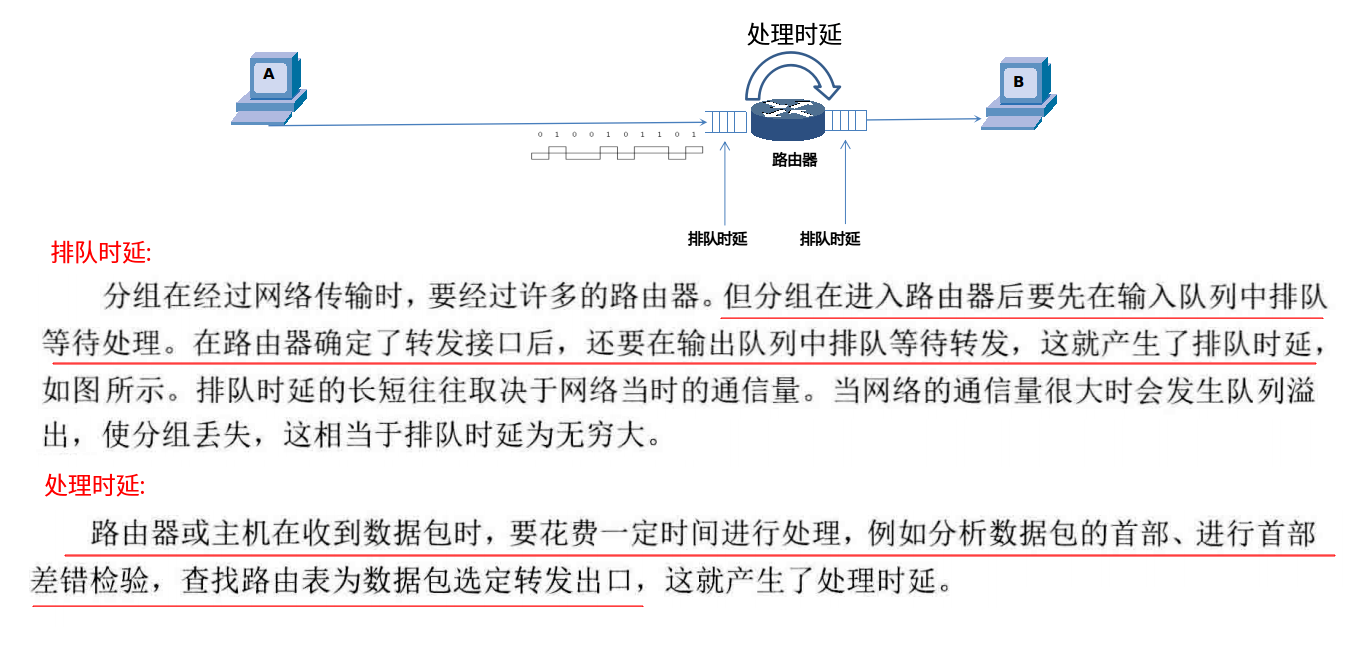 处理时延
A
B
0 1 0 0 1 0 1 1 0 1
路由器
排队时延 排队时延
排队时延:
分组在经过网络传输时，要经过许多的路由器。但分组在进入路由器后要先在输入队列中排队
等待处理。在路由器确定了转发接口后，还要在输出队列中排队等待转发，这就产生了排队时延，
如图所示。排队时延的长短往往取决于网络当时的通信量。当网络的通信量很大时会发生队列溢
出，使分组丢失，这相当于排队时延为无穷大。
处理时延:
路由器或主机在收到数据包时，要花费一定时间进行处理，例如分析数据包的首部、进行首部
差错检验，查找路由表为数据包选定转发出口，这就产生了处理时延。